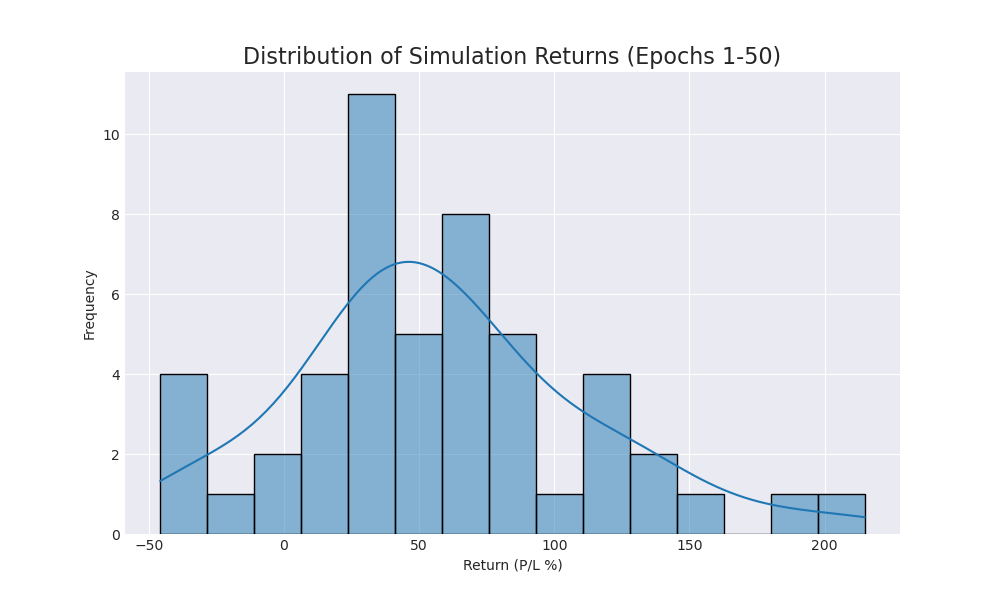 Distribution of Simulation Returns (Epochs 1-50)
10
8
6
4
2
0
Frequency
−50 0 50 100 150 200
Return (P/L %)